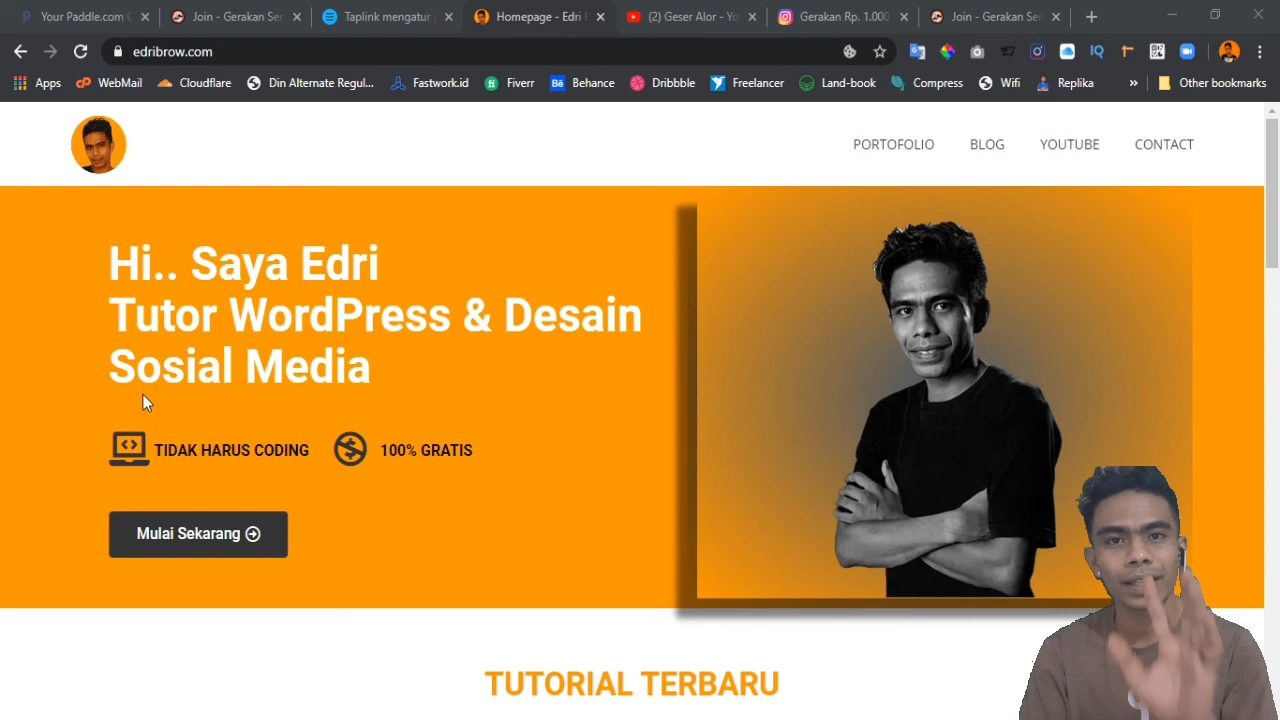 Your Paddle.com
Join - Gerakan Ser
Taplink mengatur
Homepage - Edri
(2) Geser Alor - Yo
Gerakan Rp. 1.000
Join - Gerakan Ser
edribrow.com
Apps
WebMail
Cloudflare
Din Alternate Regul...
Fastwork.id
Fiverr
Behance
Dribbble
Freelancer
Land-book
Compress
Wifi
Replika
»
Other bookmarks
PORTOFOLIO
BLOG
YOUTUBE
CONTACT
Hi.. Saya Edri
Tutor WordPress & Desain
Sosial Media
TIDAK HARUS CODING
100% GRATIS
Mulai Sekarang
TUTORIAL TERBARU